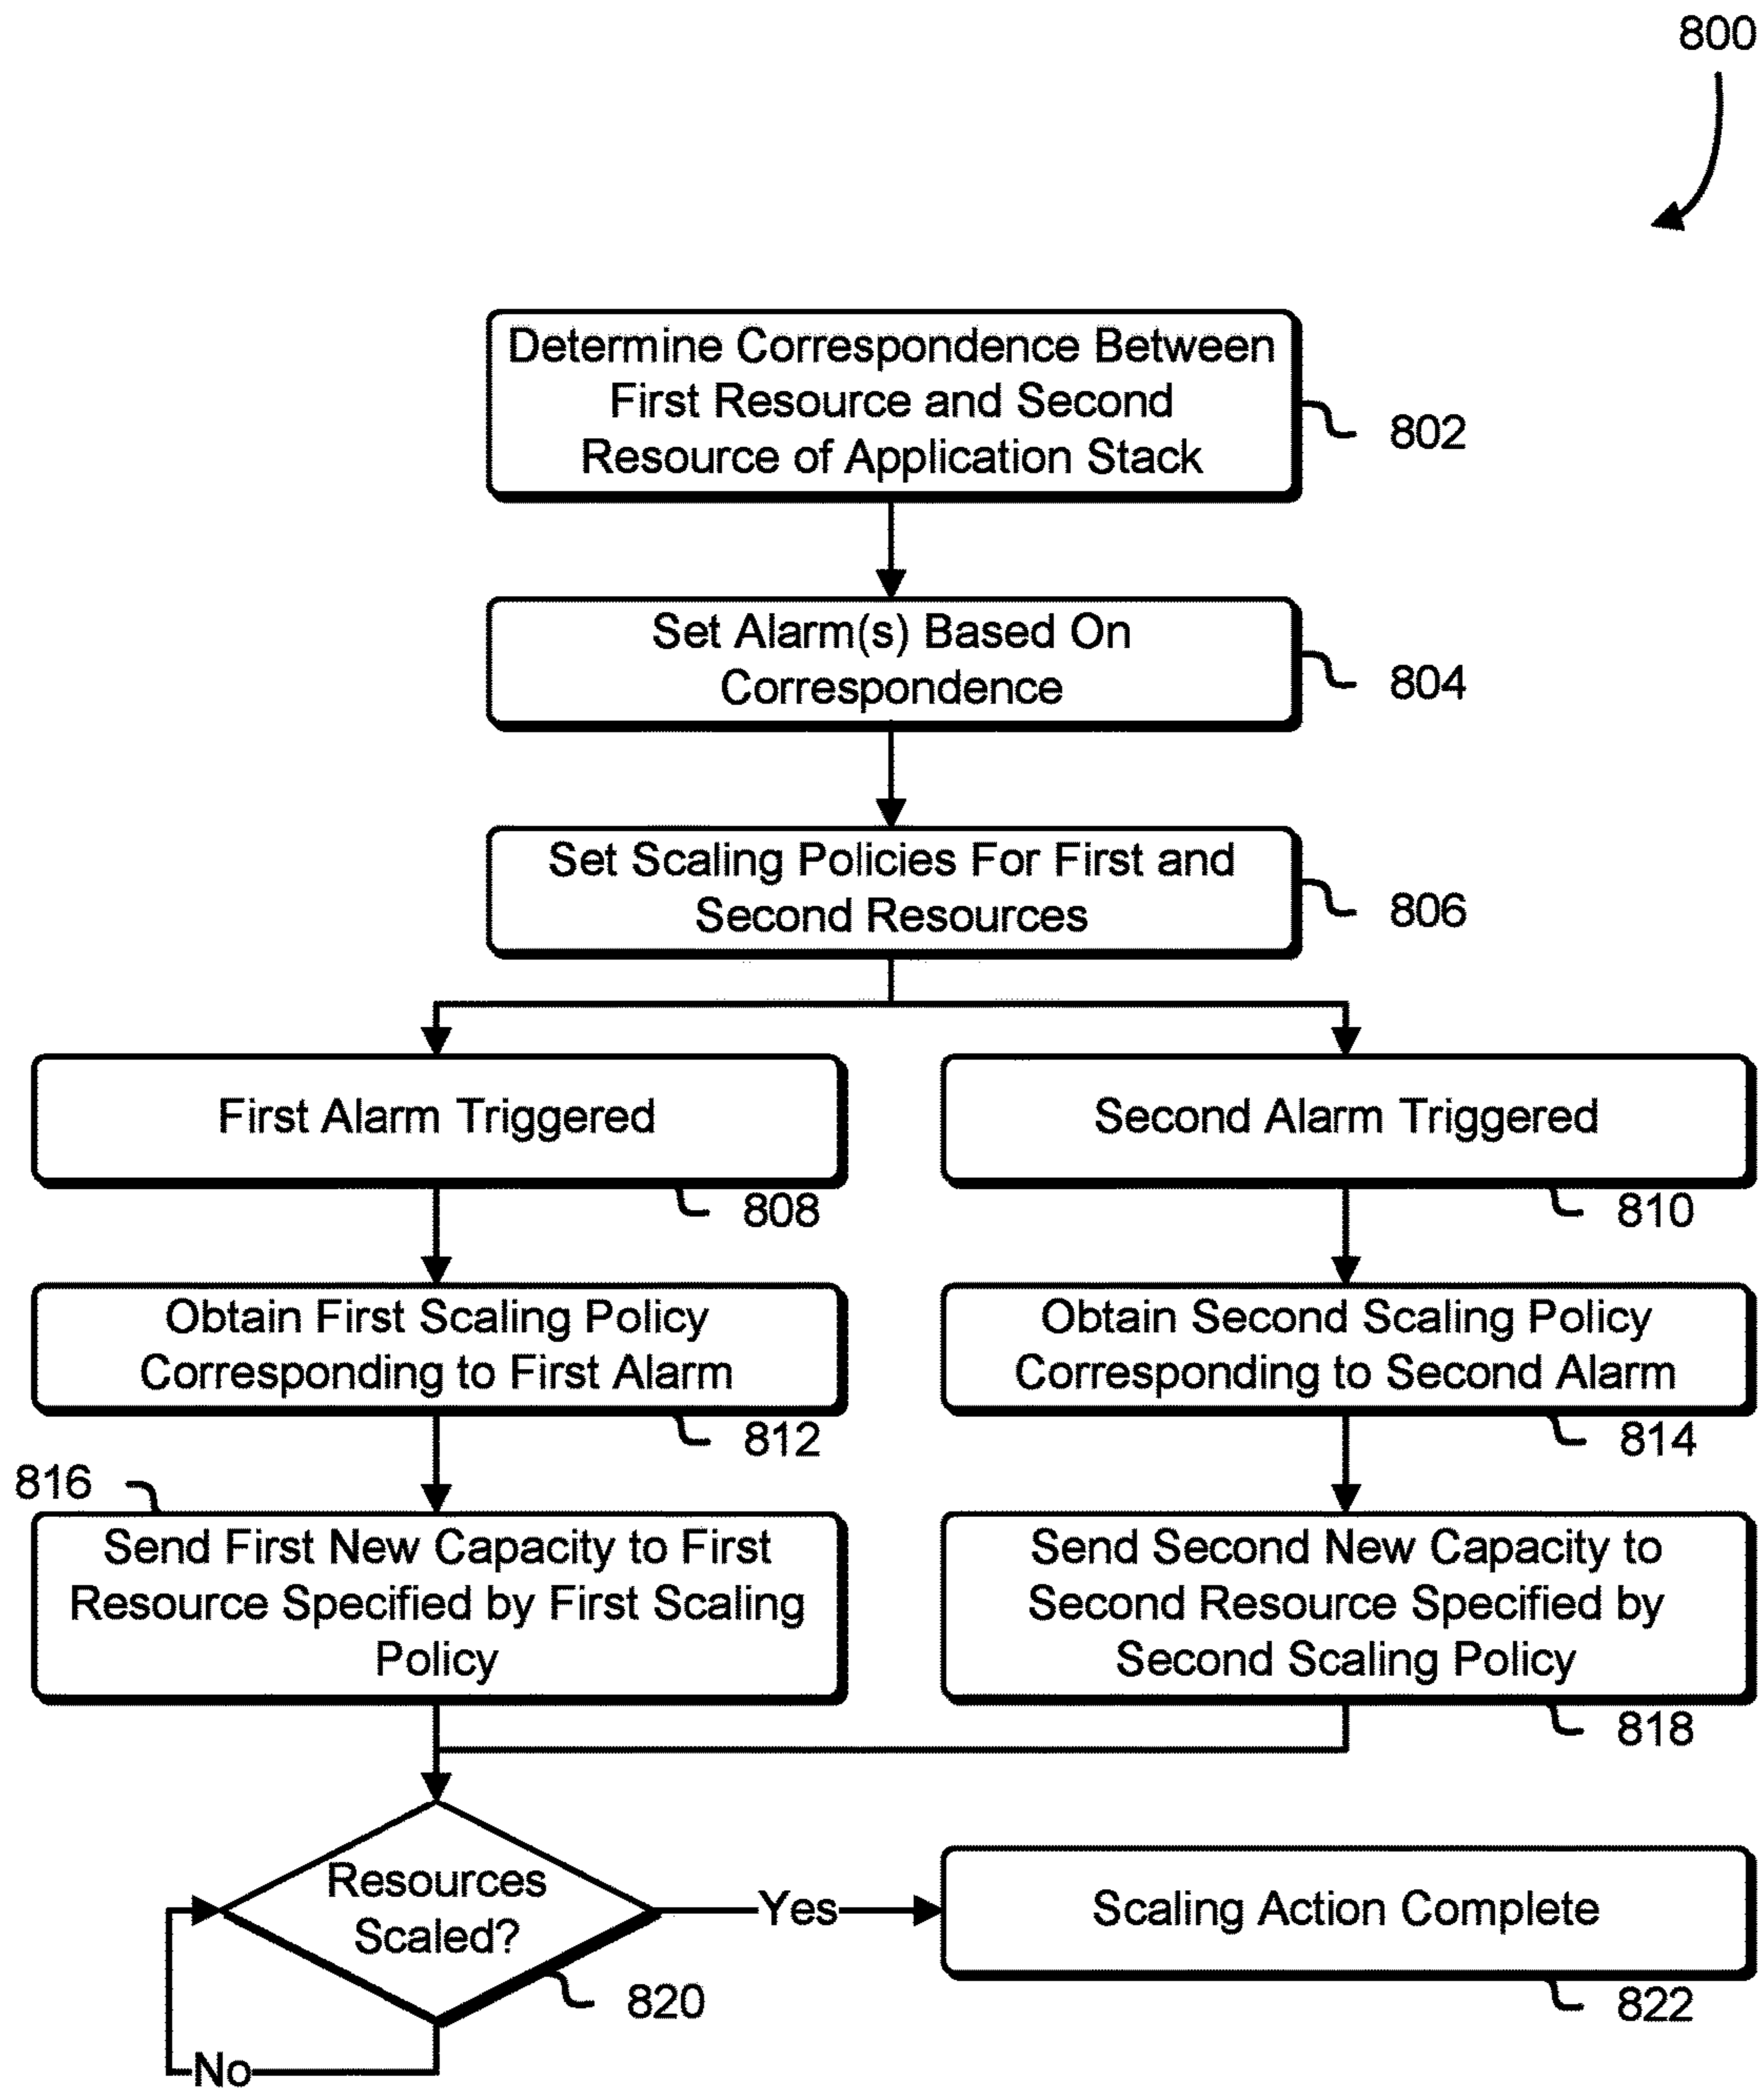 800
Determine Correspondence Between
First Resource and Second
Resource of Application Stack
802
Set Alarm(s) Based On
Correspondence
804
Set Scaling Policies For First and
Second Resources
806
First Alarm Triggered
808
Second Alarm Triggered
810
Obtain First Scaling Policy
Corresponding to First Alarm
812
Obtain Second Scaling Policy
Corresponding to Second Alarm
814
816
Send First New Capacity to First
Resource Specified by First Scaling
Policy
Send Second New Capacity to
Second Resource Specified by
Second Scaling Policy
818
Resources
Scaled?
820
Yes
No
Scaling Action Complete
822